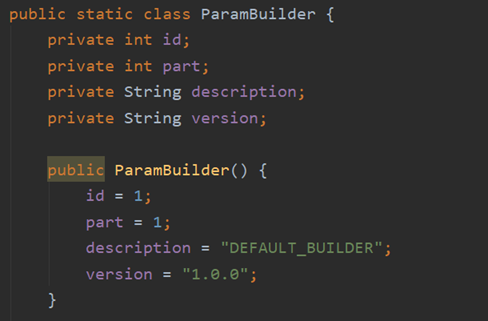 public static class ParamBuilder {
private int id;
private int part;
private String description;
private String version;
public ParamBuilder() {
id = 1;
part = 1;
description = "DEFAULT_BUILDER";
version = "1.0.0";
}